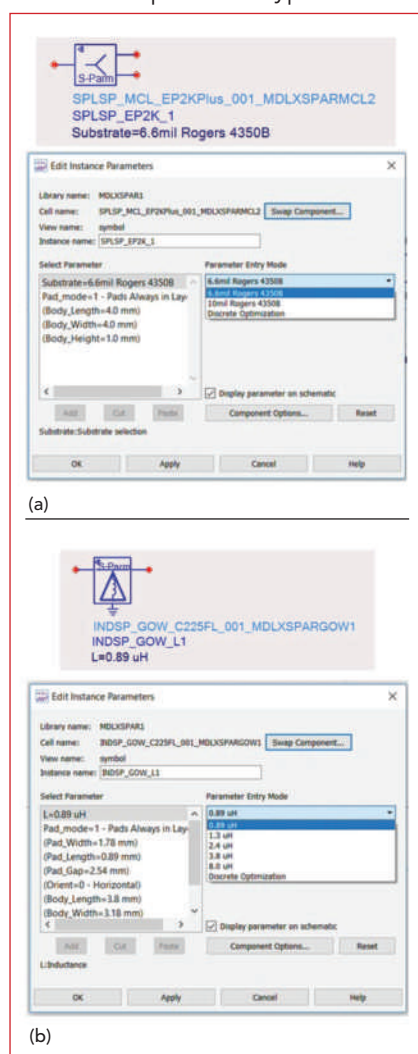 S-Parm
SPLSP_MCL_EP2KPlus_001_MDLXSPARMCL2
SPLSP_EP2K_1
Substrate=6.6mil Rogers 4350B
Edit Instance Parameters
Library name: MDLXSPAR1
Cell name: SPLSP_MCL_EP2KPlus_001_MDLXSPARMCL2 Swap Component...
View name: symbol
Instance name: SPLSP_EP2K_1
Select Parameter Parameter Entry Mode
Substrate=6.6mil Rogers 4350B 6.6mil Rogers 4350B
Pad_mode=1 - Pads Always in Lay 6.6mil Rogers 4350B
(Body_Length=4.0 mm) 10mil Rogers 4350B
(Body_Width=4.0 mm) Discrete Optimization
(Body_Height=1.0 mm)
Display parameter on schematic
Add Cut Paste Component Options... Reset
Substrate:Substrate selection
OK Apply Cancel Help
(a)
S-Parm
INDSP_GOW_C225FL_001_MDLXSPARGOW1
INDSP_GOW_L1
L=0.89 uH
Edit Instance Parameters
Library name: MDLXSPAR1
Cell name: INDSP_GOW_C225FL_001_MDLXSPARGOW1 Swap Component...
View name: symbol
Instance name: INDSP_GOW_L1
Select Parameter Parameter Entry Mode
L=0.89 uH 0.89 uH
Pad_mode=1 - Pads Always in Lay 0.89 uH
(Pad_Width=1.78 mm) 1.3 uH
(Pad_Length=0.89 mm) 2.4 uH
(Pad_Gap=2.54 mm) 3.8 uH
(Orient=0 - Horizontal) 8.0 uH
(Body_Length=3.8 mm) Discrete Optimization
(Body_Width=3.18 mm)
Display parameter on schematic
Add Cut Paste Component Options... Reset
L:Inductance
OK Apply Cancel Help
(b)